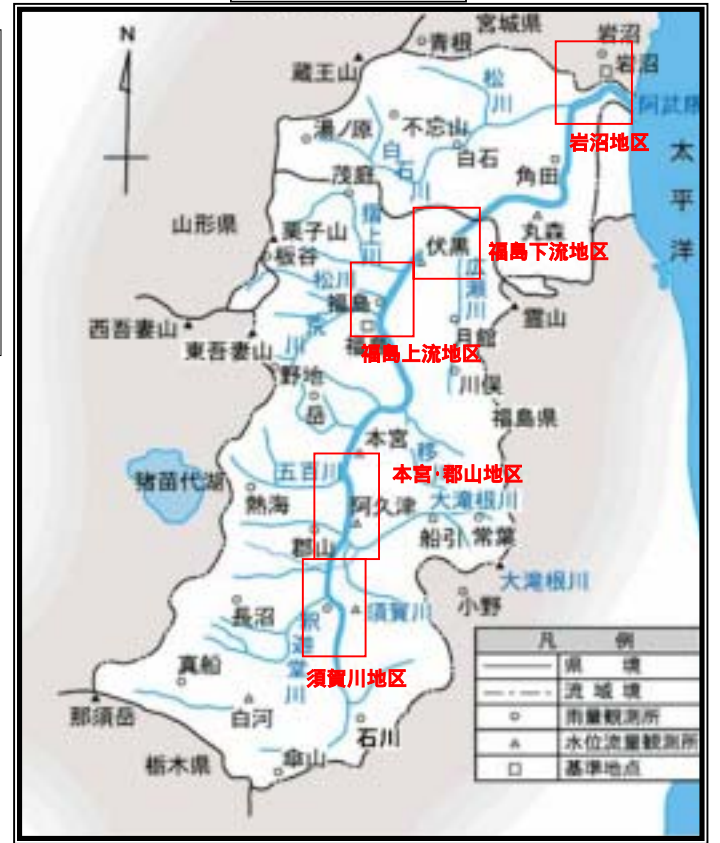 宮城県
N
青根
岩沼
蔵王山
岩沼
松川
阿武隈
湯ノ原
不忘山
岩沼地区
白石川
白石
太平洋
茂庭
角田
山形県
摺上川
栗子山
丸森
伏黒
福島下流地区
板谷
松川
広瀬川
福島
荒川
霊山
西吾妻山
月館
東吾妻山
福島上流地区
野地
川俣
岳
福島県
本宮
五百川
本宮・郡山地区
猪苗代湖
熱海
阿久津
大滝根川
郡山
船引
常葉
大滝根川
長沼
須賀川
小野
釈迦堂川
凡 例
県 境
真船
須賀川地区
流 域 境
那須岳
白河
石川
雨量観測所
水位流量観測所
栃木県
傘山
基準地点